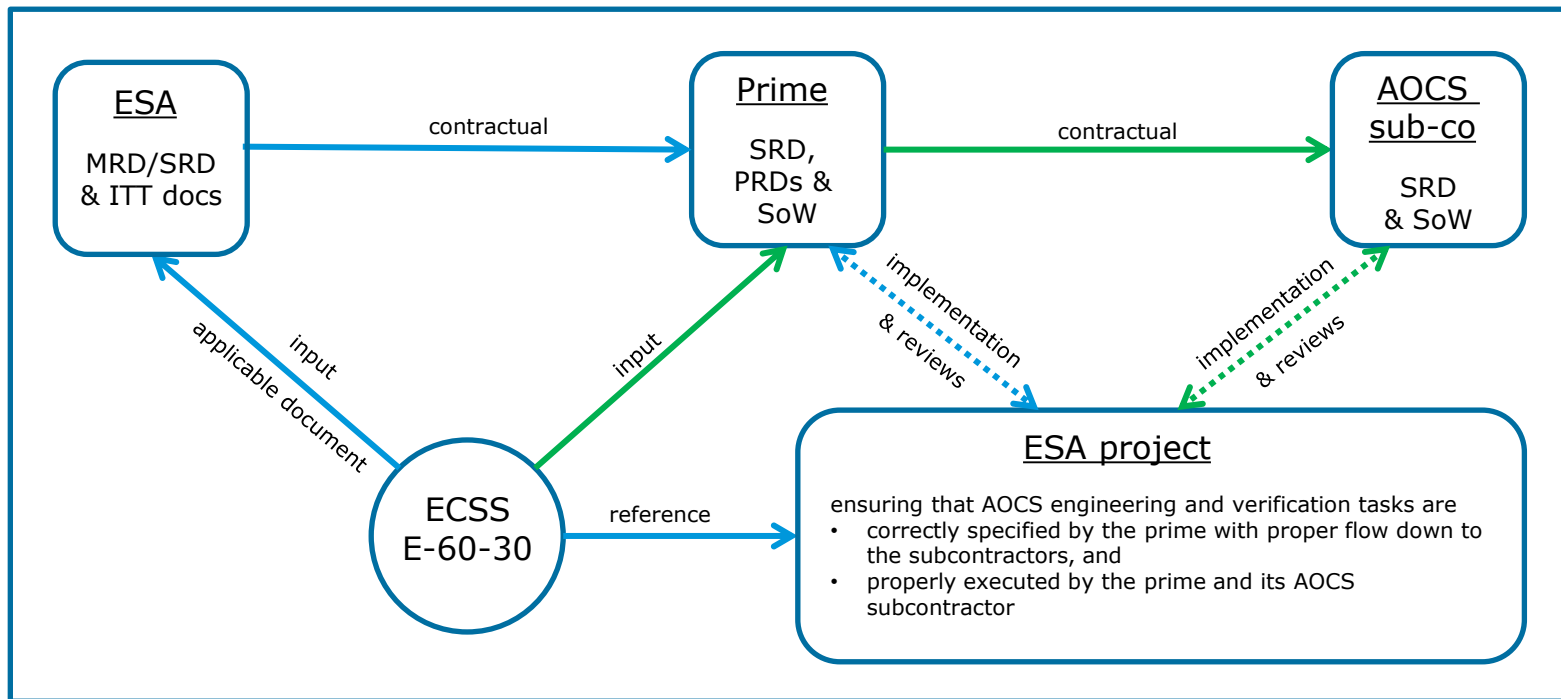 ESA
MRD/SRD
& ITT docs
contractual
Prime
SRD,
PRDs &
SoW
contractual
AOCS
sub-co
SRD
& SoW
input
applicable document
input
implementation
& reviews
implementation
& reviews
ECSS
E-60-30
reference
ESA project
ensuring that AOCS engineering and verification tasks are
• correctly specified by the prime with proper flow down to
the subcontractors, and
• properly executed by the prime and its AOCS
subcontractor